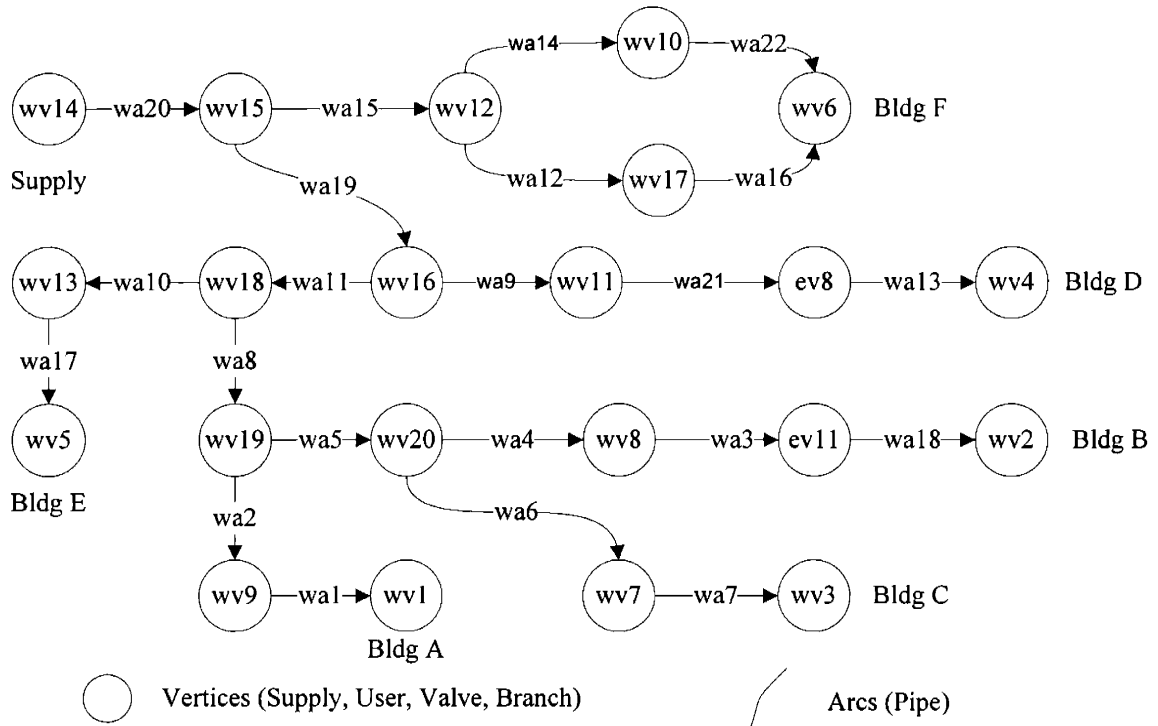 wa14
wv10
wa22
wv14
wa20
wv15
wa15
wv12
wv6
Bldg F
Supply
wa19
wa12
wv17
wa16
wv13
wa10
wv18
wa11
wv16
wa9
wv11
wa21
ev8
wa13
wv4
Bldg D
wa17
wa8
wv5
wv19
wa5
wv20
wa4
wv8
wa3
ev11
wa18
wv2
Bldg B
Bldg E
wa2
wa6
wv9
wa1
wv1
wv7
wa7
wv3
Bldg C
Bldg A
Vertices (Supply, User, Valve, Branch)
Arcs (Pipe)